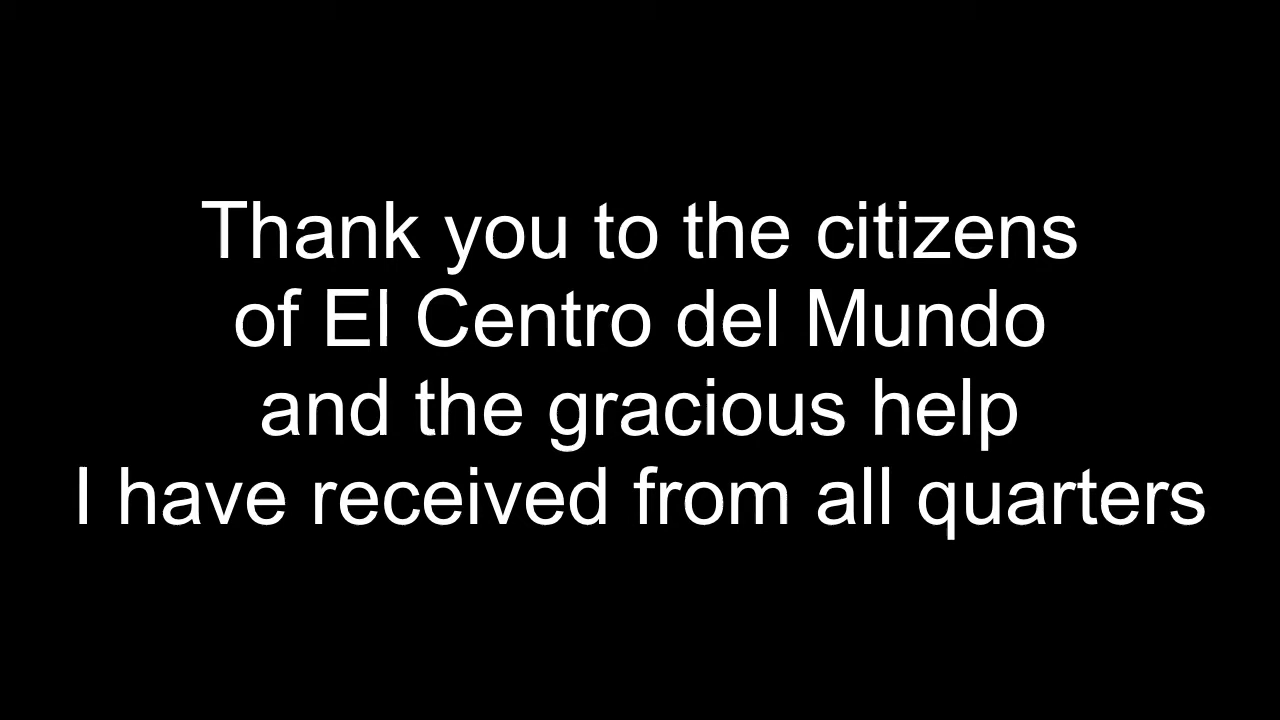 Thank you to the citizens
of El Centro del Mundo
and the gracious help
I have received from all quarters